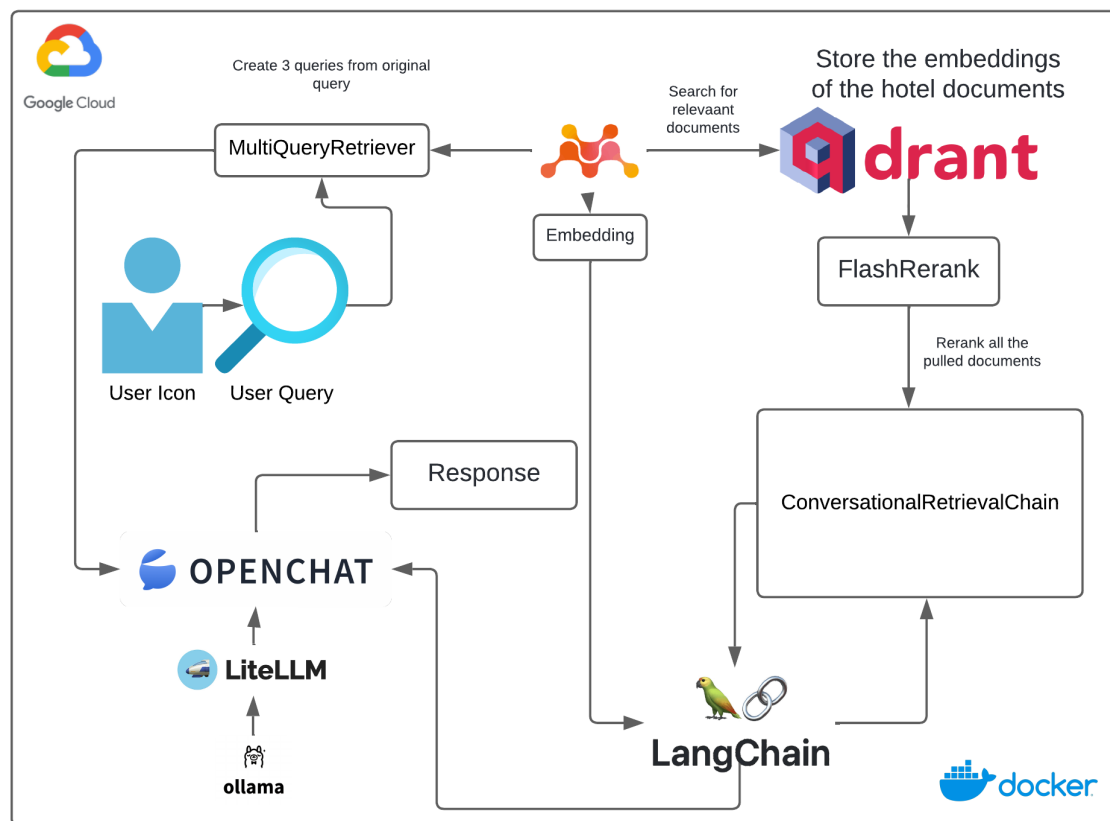 Google Cloud
Create 3 queries from original
query
MultiQueryRetriever
Search for
relevaant
documents
Store the embeddings
of the hotel documents
qdrant
Embedding
FlashRerank
Rerank all the
pulled documents
User Icon
User Query
Response
ConversationalRetrievalChain
OPENCHAT
LiteLLM
ollama
LangChain
docker